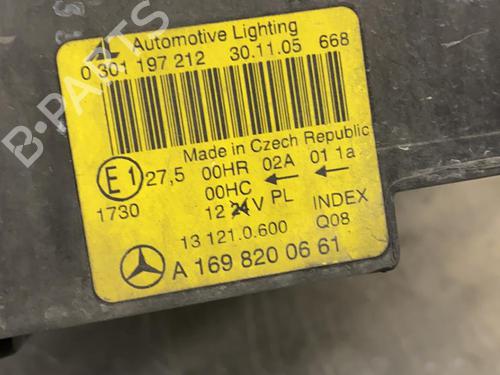 Automotive Lighting
0 301 197 212 30.11.05 668
Made in Czech Republic
E1 27,5 00HR 02A 01 1a
00HC ← ←
1730 12 24V PL INDEX
13 121.0.600 Q08
A 169 820 06 61
B-PARTS